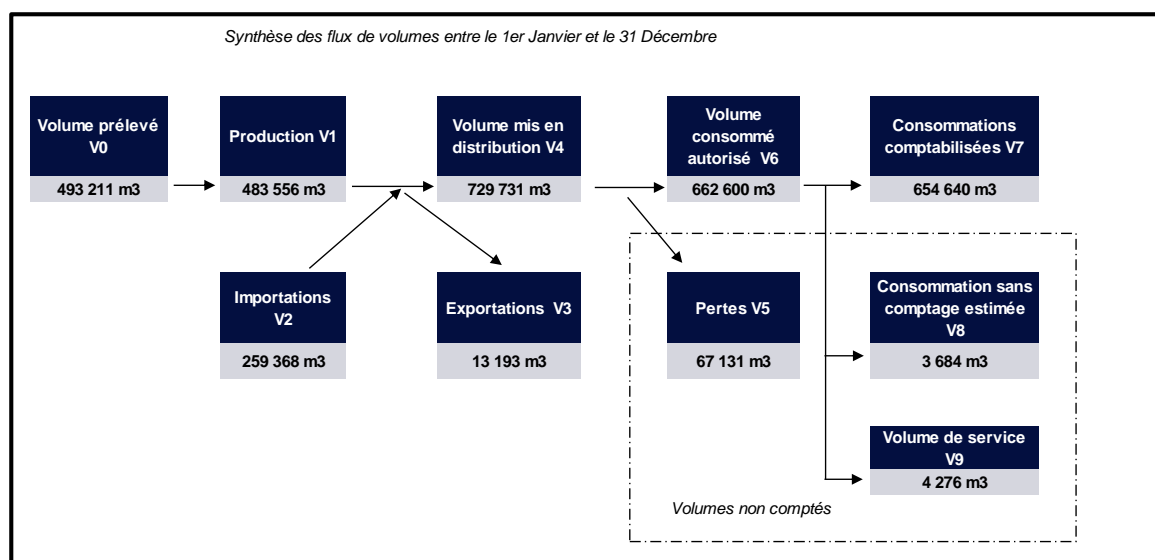 Synthèse des flux de volumes entre le 1er Janvier et le 31 Décembre
Volume prélevé
V0
493 211 m3
Production V1
483 556 m3
Volume mis en
distribution V4
729 731 m3
Volume
consommé
autorisé V6
662 600 m3
Consommations
comptabilisées V7
654 640 m3
Importations
V2
259 368 m3
Exportations V3
13 193 m3
Pertes V5
67 131 m3
Consommation sans
comptage estimée
V8
3 684 m3
Volume de service
V9
4 276 m3
Volumes non comptés